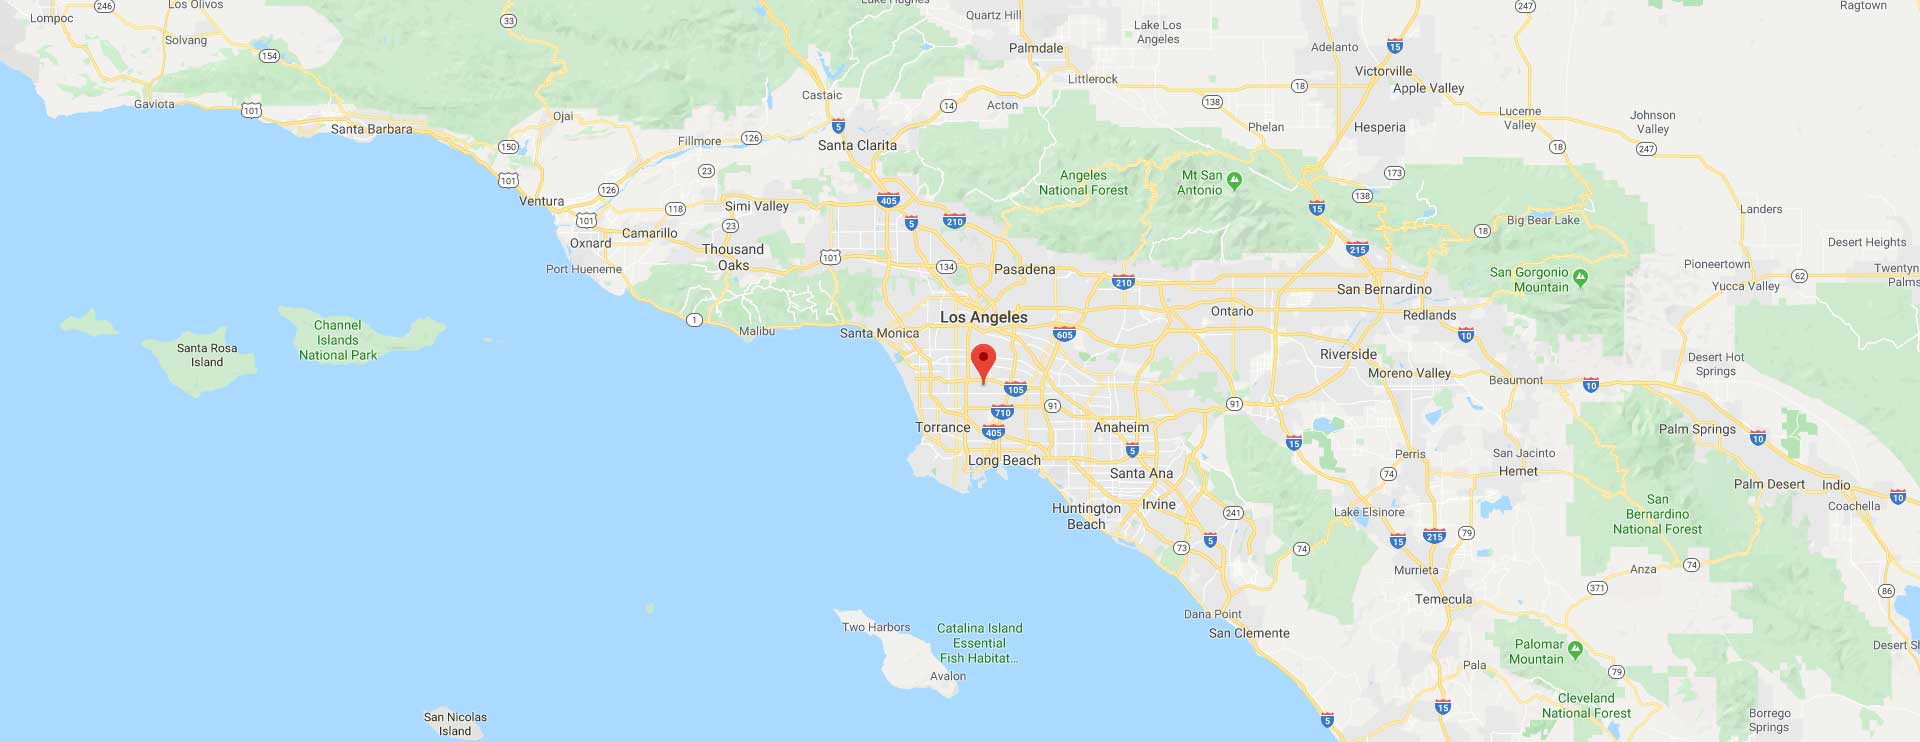 Lompoc
246
Los Olivos
33
Lake Hughes
Quartz Hill
Lake Los
Angeles
247
Ragtown
Solvang
154
Palmdale
Adelanto
15
Victorville
Littlerock
Apple Valley
18
Castaic
138
14
Acton
Gaviota
101
Ojai
Lucerne
Valley
Johnson
Valley
Santa Barbara
5
Phelan
Hesperia
Fillmore
126
Santa Clarita
150
18
247
101
23
Angeles
National Forest
Mt San
Antonio
173
126
138
Ventura
118
Simi Valley
405
15
Landers
101
23
5
210
Big Bear Lake
Camarillo
18
Oxnard
Thousand
Oaks
101
215
Desert Heights
Port Hueneme
134
Pasadena
San Gorgonio
Mountain
Pioneertown
62
Twentyn
Palms
210
San Bernardino
Yucca Valley
1
Malibu
Santa Monica
Los Angeles
Ontario
Redlands
605
10
Channel
Islands
National Park
Santa Rosa
Island
Riverside
Desert Hot
Springs
Moreno Valley
Beaumont
10
105
710
91
91
Torrance
405
Anaheim
Palm Springs
10
15
5
Long Beach
Perris
San Jacinto
Santa Ana
74
Hemet
Palm Desert
Indio
10
Huntington
Beach
Irvine
241
Lake Elsinore
San
Bernardino
National Forest
Coachella
73
5
74
15
215
79
Murrieta
Anza
74
371
86
Temecula
Dana Point
San Clemente
Two Harbors
Catalina Island
Essential
Fish Habitat...
Avalon
Palomar
Mountain
Pala
79
Desert Sh
Cleveland
National Forest
15
San Nicolas
Island
5
Borrego
Springs